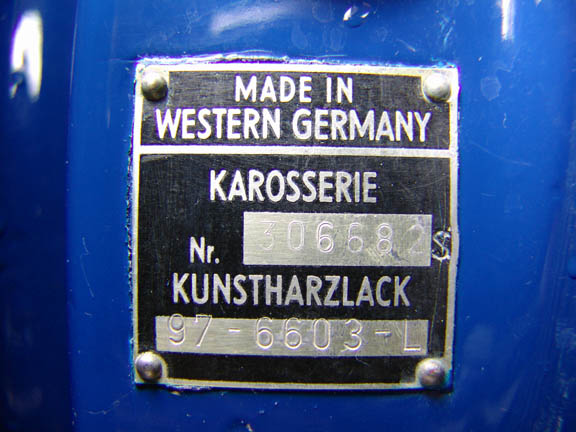 MADE IN
WESTERN GERMANY
KAROSSERIE
Nr. 306682S
KUNSTHARZLACK
97-6603-L